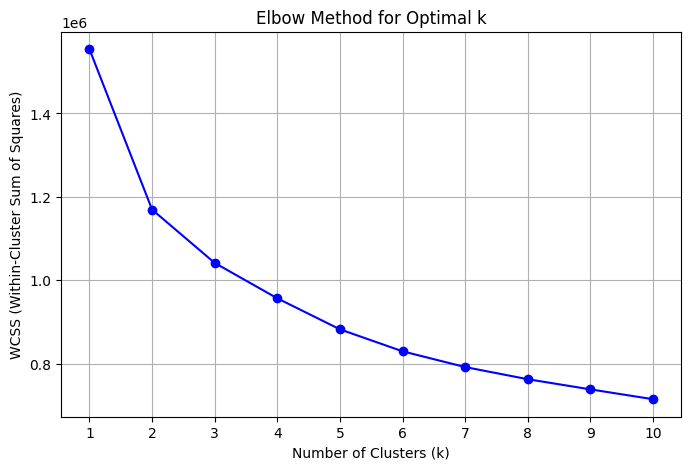 Elbow Method for Optimal k
1e6
1.4
1.2
1.0
0.8
WCSS (Within-Cluster Sum of Squares)
1 2 3 4 5 6 7 8 9 10
Number of Clusters (k)